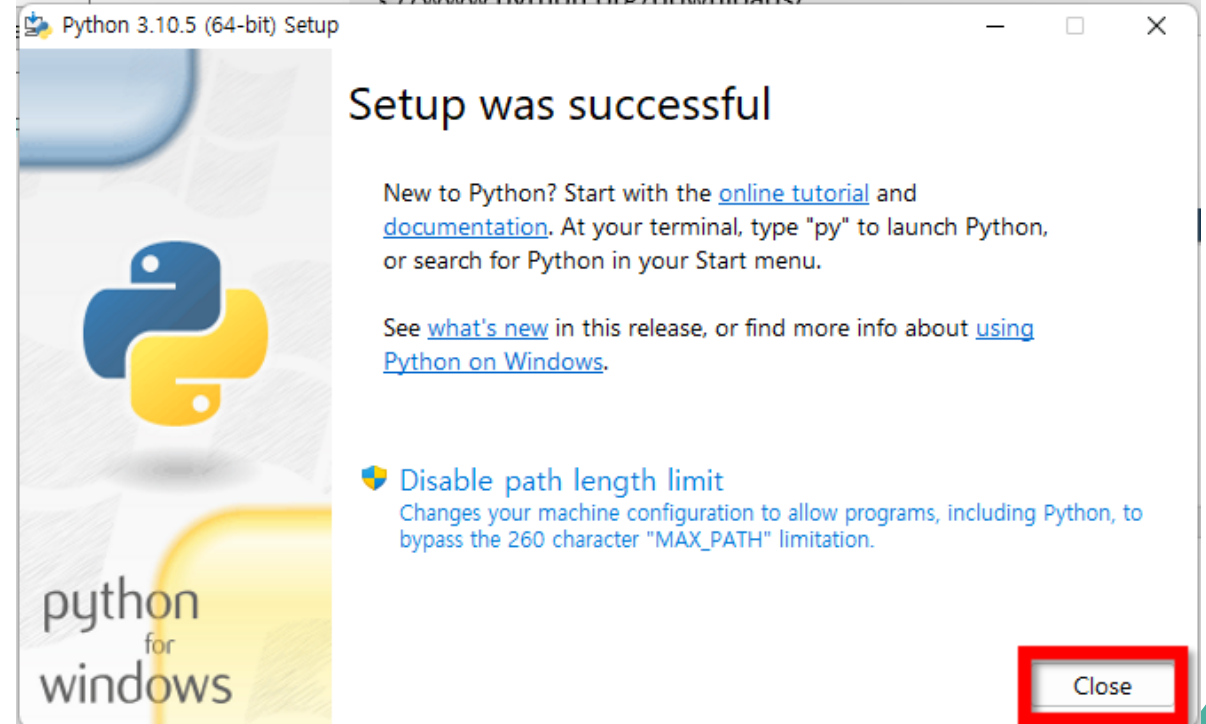 Python 3.10.5 (64-bit) Setup
Setup was successful
New to Python? Start with the online tutorial and
documentation. At your terminal, type "py" to launch Python,
or search for Python in your Start menu.
See what's new in this release, or find more info about using
Python on Windows.
Disable path length limit
Changes your machine configuration to allow programs, including Python, to
bypass the 260 character "MAX_PATH" limitation.
python
for
windows
Close